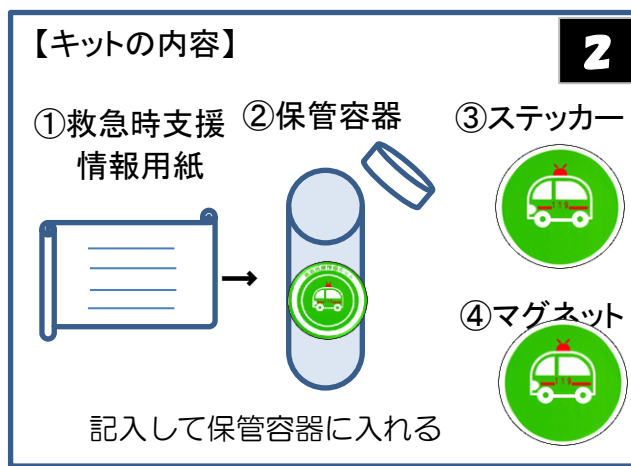 【キットの内容】
2
①救急時支援
情報用紙
②保管容器
③ステッカー
119
④マグネット
119
記入して保管容器に入れる